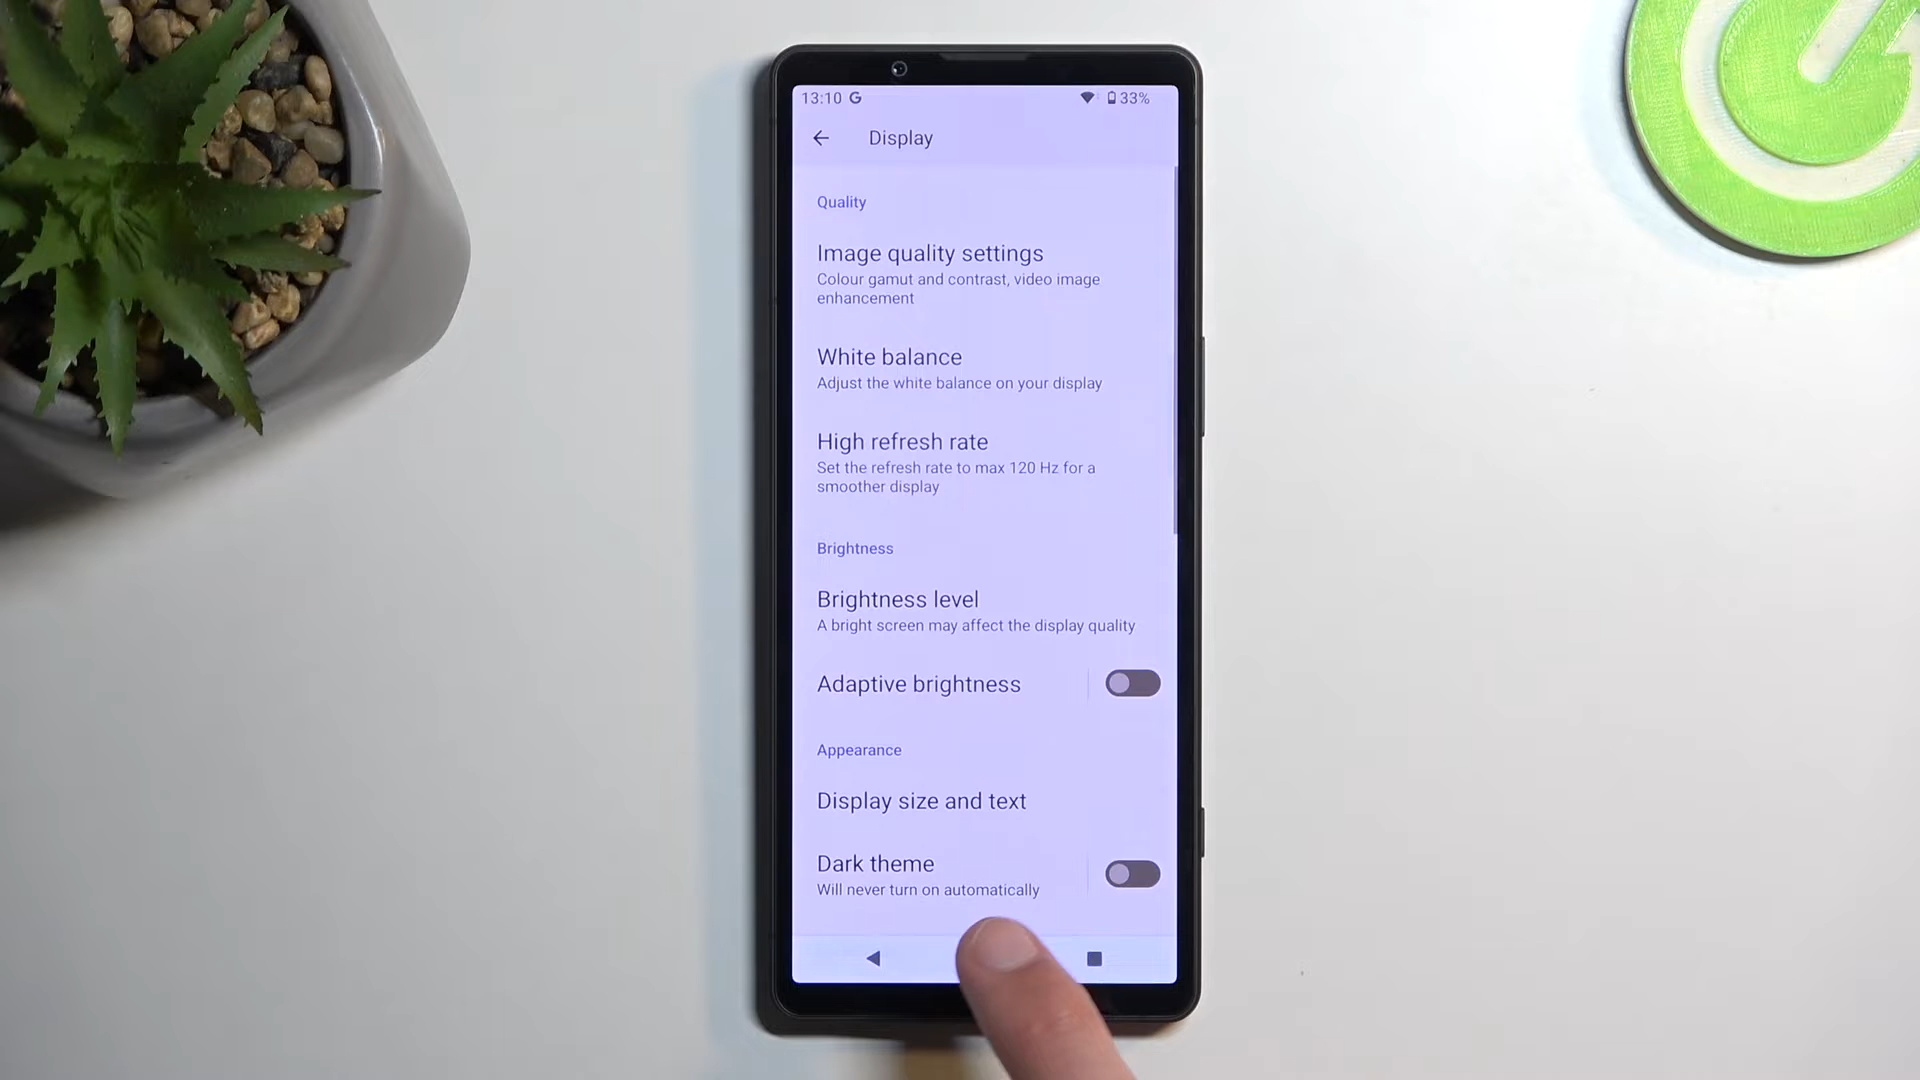 13:10 G 33%
Display
Quality
Image quality settings
Colour gamut and contrast, video image
enhancement
White balance
Adjust the white balance on your display
High refresh rate
Set the refresh rate to max 120 Hz for a
smoother display
Brightness
Brightness level
A bright screen may affect the display quality
Adaptive brightness
Appearance
Display size and text
Dark theme
Will never turn on automatically